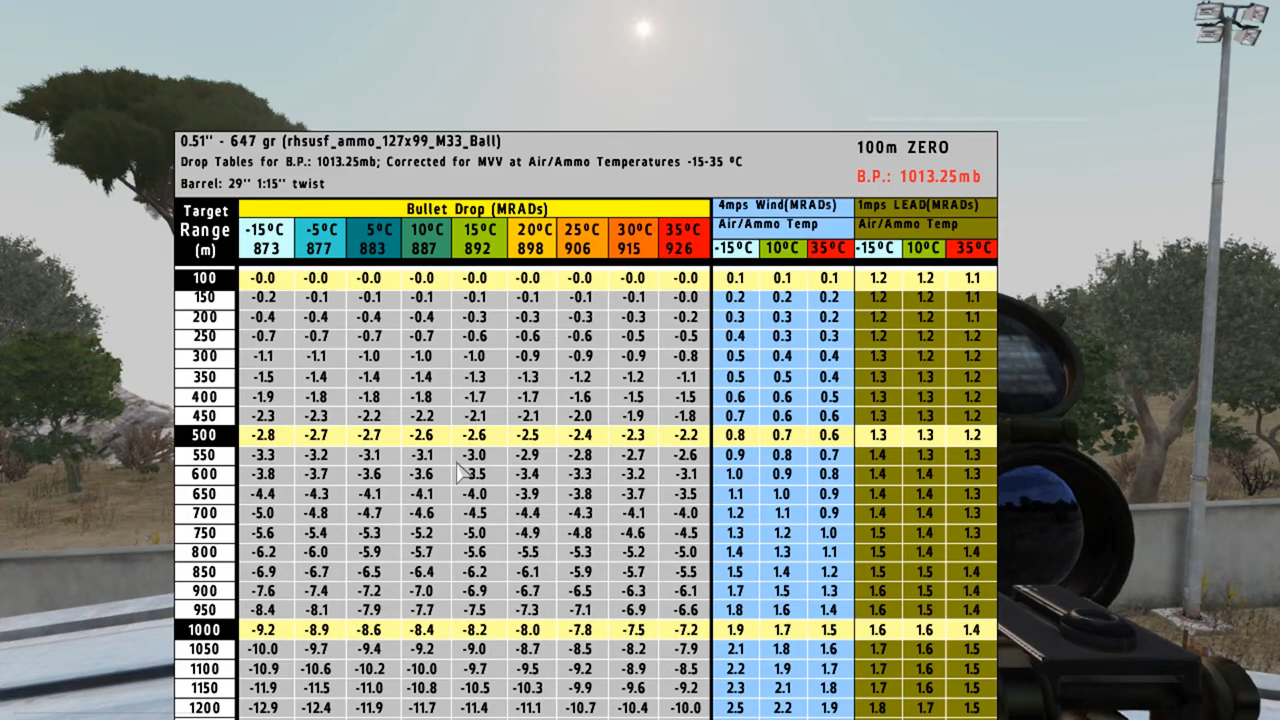 0.51'' - 647 gr (rhsusf_ammo_127x99_M33_Ball)
100m ZERO
Drop Tables for B.P.: 1013.25mb; Corrected for MVV at Air/Ammo Temperatures -15-35 ºC
B.P.: 1013.25mb
Barrel: 29'' 1:15'' twist
Target Range (m)
Bullet Drop (MRADs)
4mps Wind(MRADs)
1mps LEAD(MRADs)
Air/Ammo Temp
Air/Ammo Temp
-15ºC -5ºC 5ºC 10ºC 15ºC 20ºC 25ºC 30ºC 35ºC
873 877 883 887 892 898 906 915 926
-15ºC 10ºC 35ºC -15ºC 10ºC 35ºC
100 -0.0 -0.0 -0.0 -0.0 -0.0 -0.0 -0.0 -0.0 -0.0 0.1 0.1 0.1 1.2 1.2 1.1
150 -0.2 -0.1 -0.1 -0.1 -0.1 -0.1 -0.1 -0.1 -0.0 0.2 0.2 0.2 1.2 1.2 1.1
200 -0.4 -0.4 -0.4 -0.4 -0.3 -0.3 -0.3 -0.3 -0.2 0.3 0.3 0.2 1.2 1.2 1.1
250 -0.7 -0.7 -0.7 -0.7 -0.6 -0.6 -0.6 -0.5 -0.5 0.4 0.3 0.3 1.2 1.2 1.2
300 -1.1 -1.1 -1.0 -1.0 -1.0 -0.9 -0.9 -0.9 -0.8 0.5 0.4 0.4 1.3 1.2 1.2
350 -1.5 -1.4 -1.4 -1.4 -1.3 -1.3 -1.2 -1.2 -1.1 0.5 0.5 0.4 1.3 1.3 1.2
400 -1.9 -1.8 -1.8 -1.8 -1.7 -1.7 -1.6 -1.5 -1.5 0.6 0.6 0.5 1.3 1.3 1.2
450 -2.3 -2.3 -2.2 -2.2 -2.1 -2.1 -2.0 -1.9 -1.8 0.7 0.6 0.6 1.3 1.3 1.2
500 -2.8 -2.7 -2.7 -2.6 -2.6 -2.5 -2.4 -2.3 -2.2 0.8 0.7 0.6 1.3 1.3 1.2
550 -3.3 -3.2 -3.1 -3.1 -3.0 -2.9 -2.8 -2.7 -2.6 0.9 0.8 0.7 1.4 1.3 1.3
600 -3.8 -3.7 -3.6 -3.6 -3.5 -3.4 -3.3 -3.2 -3.1 1.0 0.9 0.8 1.4 1.4 1.3
650 -4.4 -4.3 -4.1 -4.1 -4.0 -3.9 -3.8 -3.7 -3.5 1.1 1.0 0.9 1.4 1.4 1.3
700 -5.0 -4.8 -4.7 -4.6 -4.5 -4.4 -4.3 -4.1 -4.0 1.2 1.1 0.9 1.4 1.4 1.3
750 -5.6 -5.4 -5.3 -5.2 -5.0 -4.9 -4.8 -4.6 -4.5 1.3 1.2 1.0 1.5 1.4 1.3
800 -6.2 -6.0 -5.9 -5.7 -5.6 -5.5 -5.3 -5.2 -5.0 1.4 1.3 1.1 1.5 1.4 1.4
850 -6.9 -6.7 -6.5 -6.4 -6.2 -6.1 -5.9 -5.7 -5.5 1.5 1.4 1.2 1.5 1.5 1.4
900 -7.6 -7.4 -7.2 -7.0 -6.9 -6.7 -6.5 -6.3 -6.1 1.7 1.5 1.3 1.6 1.5 1.4
950 -8.4 -8.1 -7.9 -7.7 -7.5 -7.3 -7.1 -6.9 -6.6 1.8 1.6 1.4 1.6 1.5 1.4
1000 -9.2 -8.9 -8.6 -8.4 -8.2 -8.0 -7.8 -7.5 -7.2 1.9 1.7 1.5 1.6 1.6 1.4
1050 -10.0 -9.7 -9.4 -9.2 -9.0 -8.7 -8.5 -8.2 -7.9 2.1 1.8 1.6 1.7 1.6 1.5
1100 -10.9 -10.6 -10.2 -10.0 -9.7 -9.5 -9.2 -8.9 -8.5 2.2 1.9 1.7 1.7 1.6 1.5
1150 -11.9 -11.5 -11.0 -10.8 -10.5 -10.3 -9.9 -9.6 -9.2 2.3 2.1 1.8 1.7 1.6 1.5
1200 -12.9 -12.4 -11.9 -11.7 -11.4 -11.1 -10.7 -10.4 -10.0 2.5 2.2 1.9 1.8 1.7 1.5